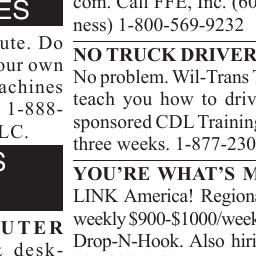 ES
ute. Do
our own
achines
1-888-
LLC.
S
UTER
desk-
com. Call FFE, Inc. (60
ness) 1-800-569-9232
NO TRUCK DRIVER
No problem. Wil-Trans T
teach you how to driv
sponsored CDL Training
three weeks. 1-877-230
YOU'RE WHAT'S M
LINK America! Regiona
weekly $900-$1000/week
Drop-N-Hook. Also hiri